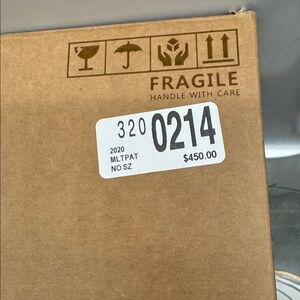 FRAGILE
HANDLE WITH CARE
320 0214
2020
MLTPAT
NO SZ
$450.00